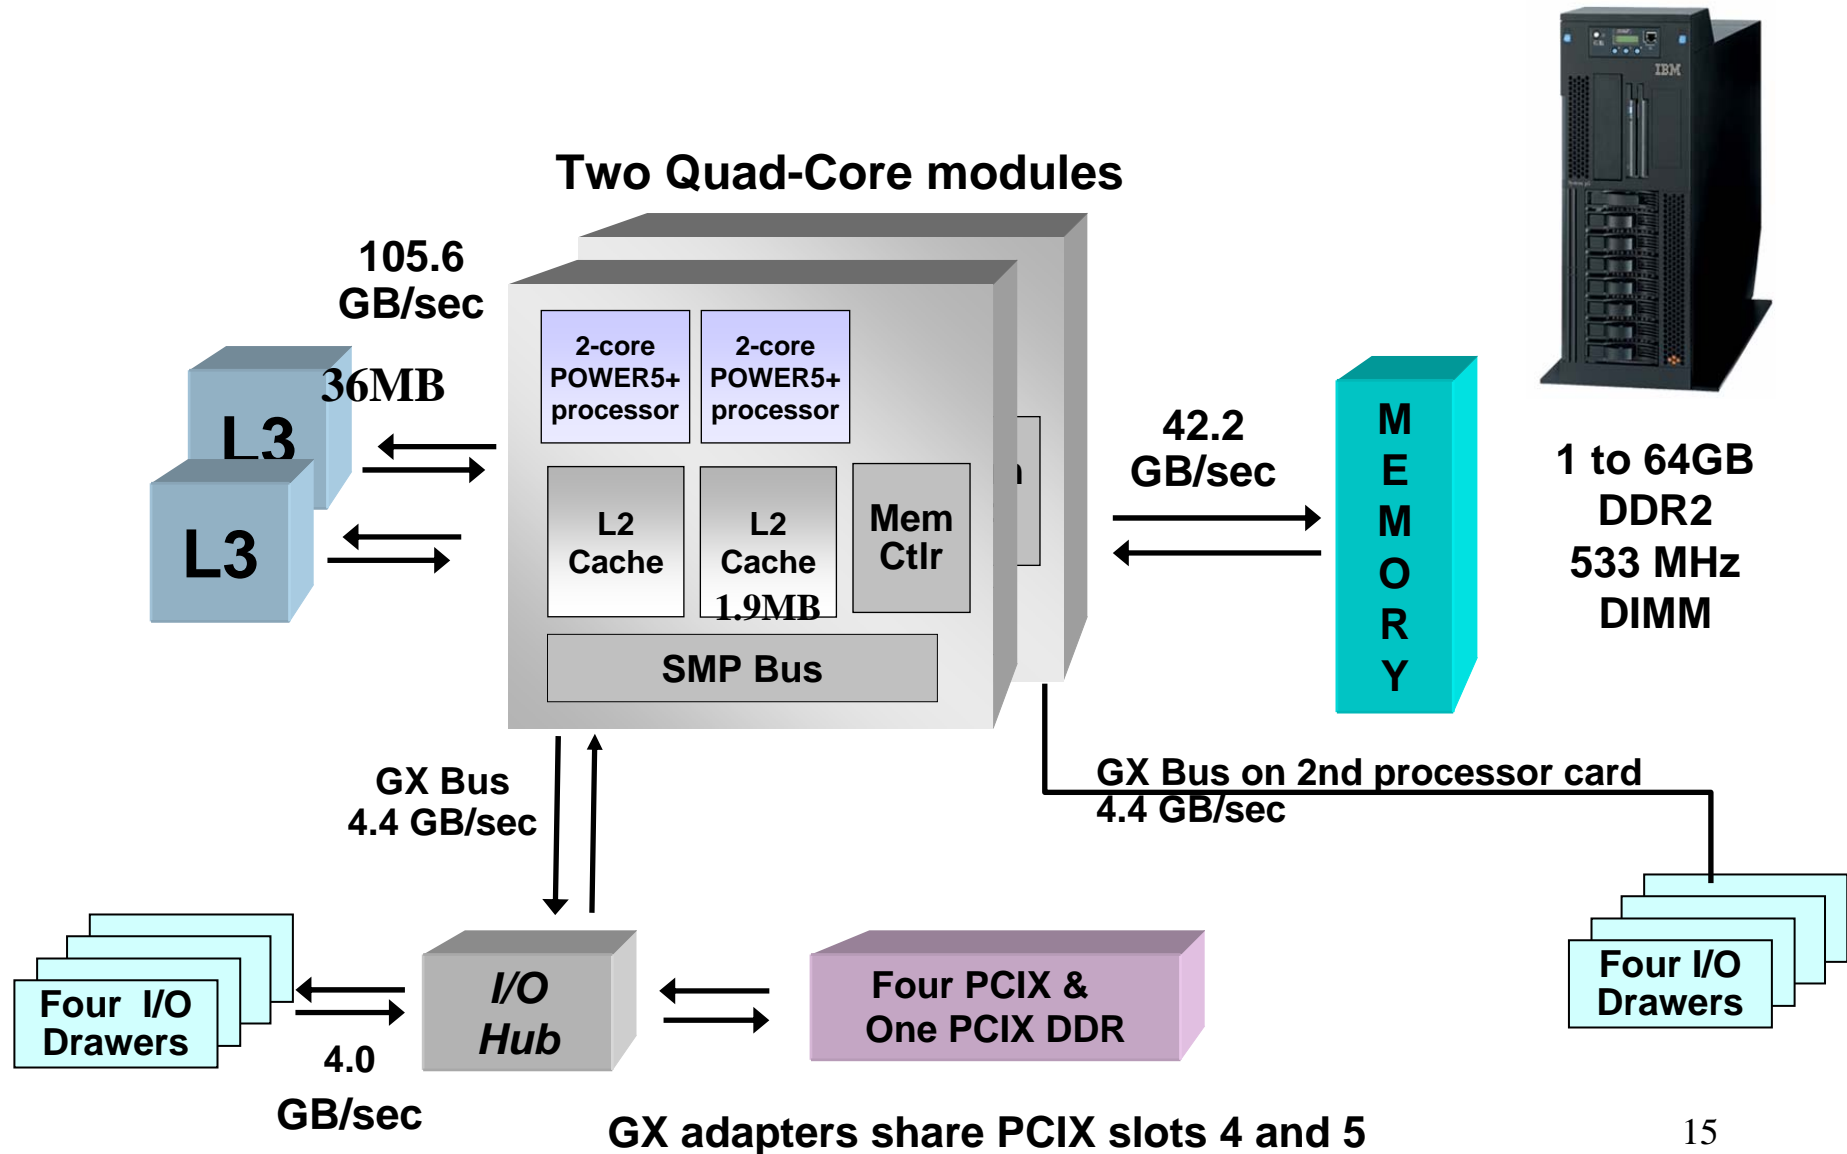 IBM
Two Quad-Core modules
105.6
GB/sec
36MB
L3
L3
2-core
POWER5+
processor
2-core
POWER5+
processor
L2
Cache
L2
Cache
1.9MB
Mem
Ctlr
SMP Bus
42.2
GB/sec
M
E
M
O
R
Y
1 to 64GB
DDR2
533 MHz
DIMM
GX Bus
4.4 GB/sec
GX Bus on 2nd processor card
4.4 GB/sec
Four I/O
Drawers
4.0
GB/sec
I/O
Hub
Four PCIX &
One PCIX DDR
Four I/O
Drawers
GX adapters share PCIX slots 4 and 5
15